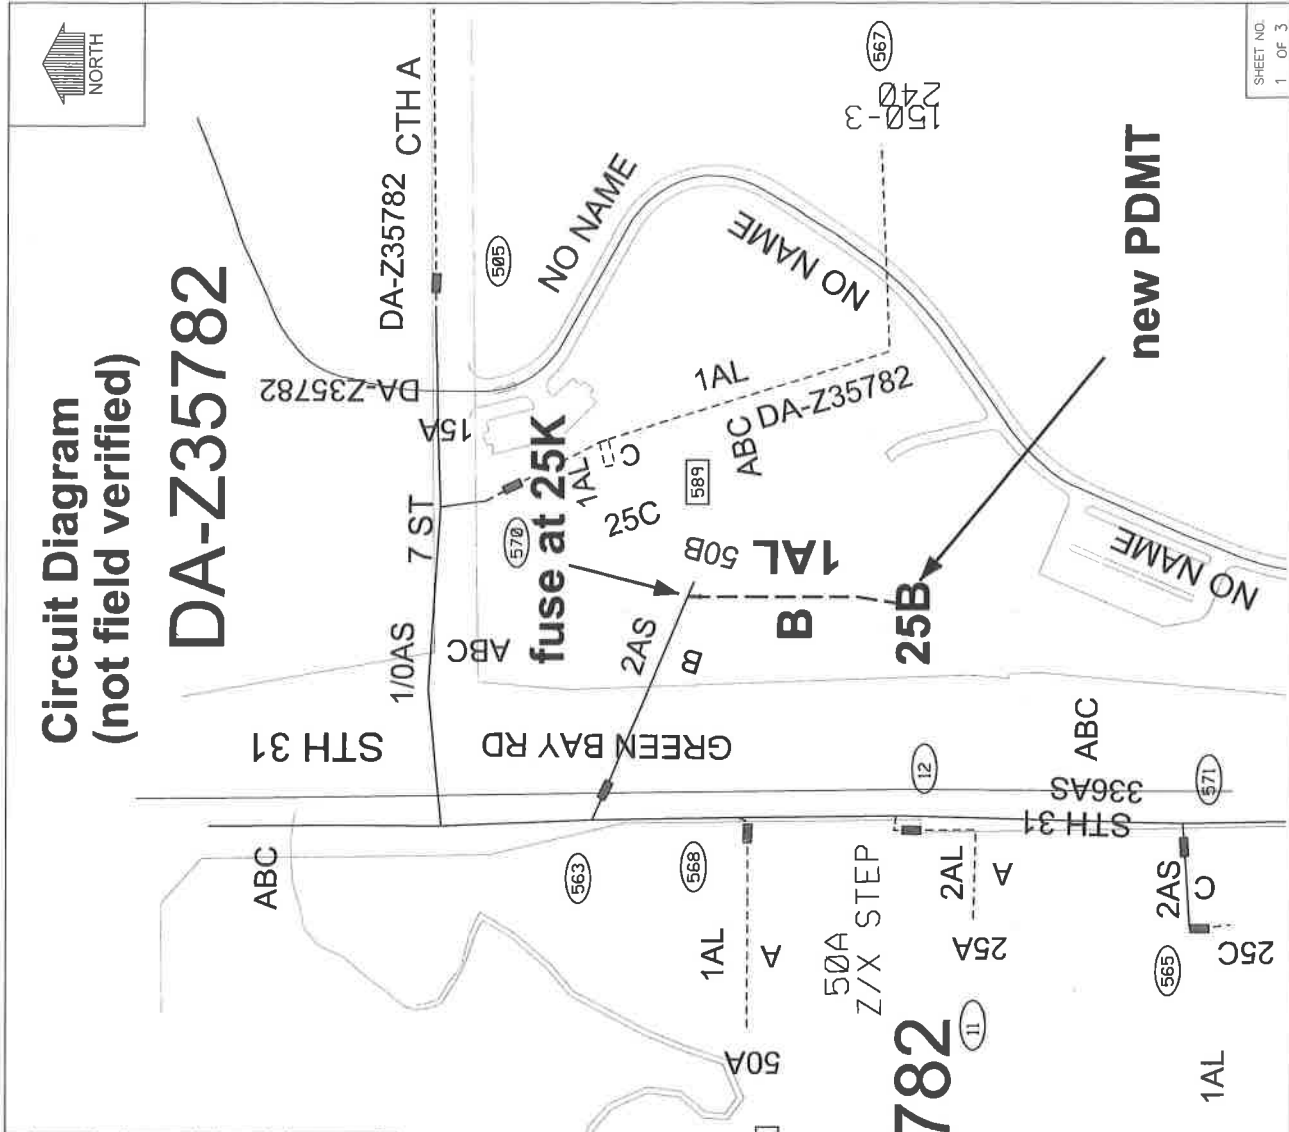 NORTH
Circuit Diagram
(not field verified)
DA-Z35782
DA-Z35782
CTH A
DA-Z35782
15A
7 ST
1/0AS
ABC
STH 31
GREEN BAY RD
505
NO NAME
NO NAME
NO NAME
567
150-3
240
fuse at 25K
570
1AL
C
25C
589
ABC
1AL
DA-Z35782
50B
1AL
B
2AS
B
25B
new PDMT
ABC
563
568
1AL
A
50A
12
336AS
STH 31
ABC
571
50A
Z/X STEP
2AL
A
25A
2AS
C
565
25C
11
782
1AL
SHEET NO.
1 OF 3